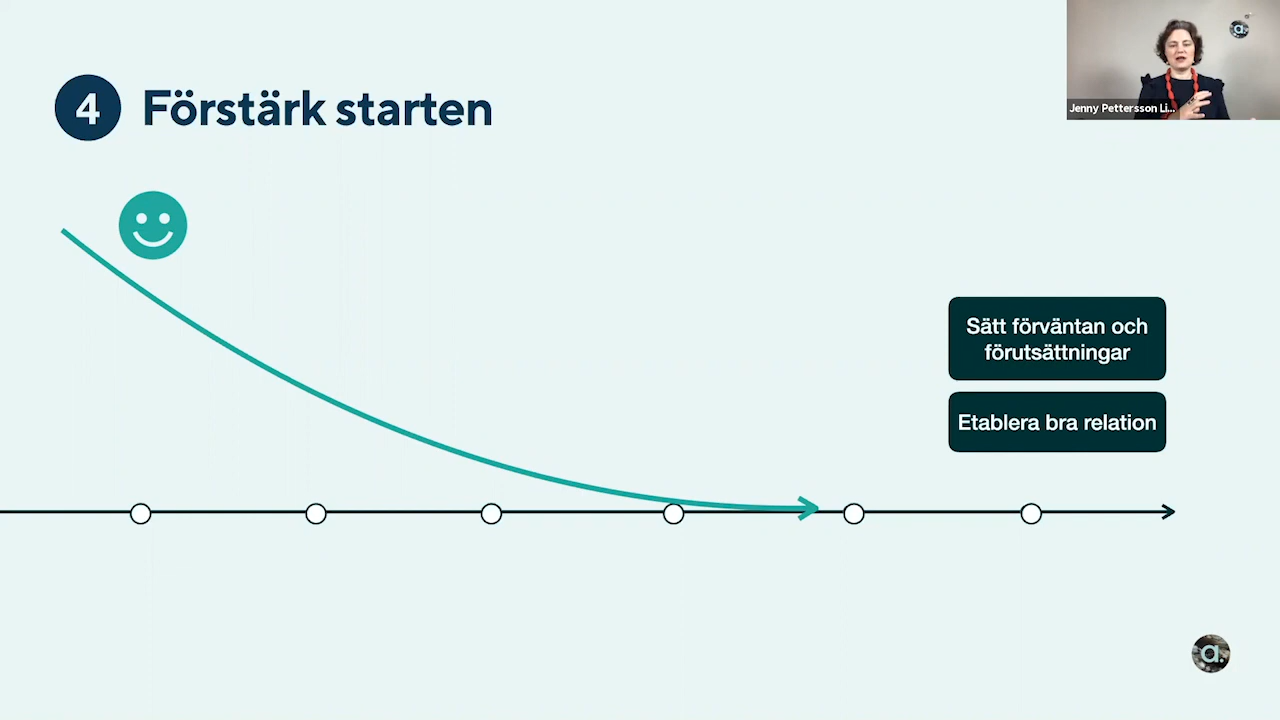 4 Förstärk starten
Jenny Pettersson Li...
Sätt förväntan och
förutsättningar
Etablera bra relation
a.